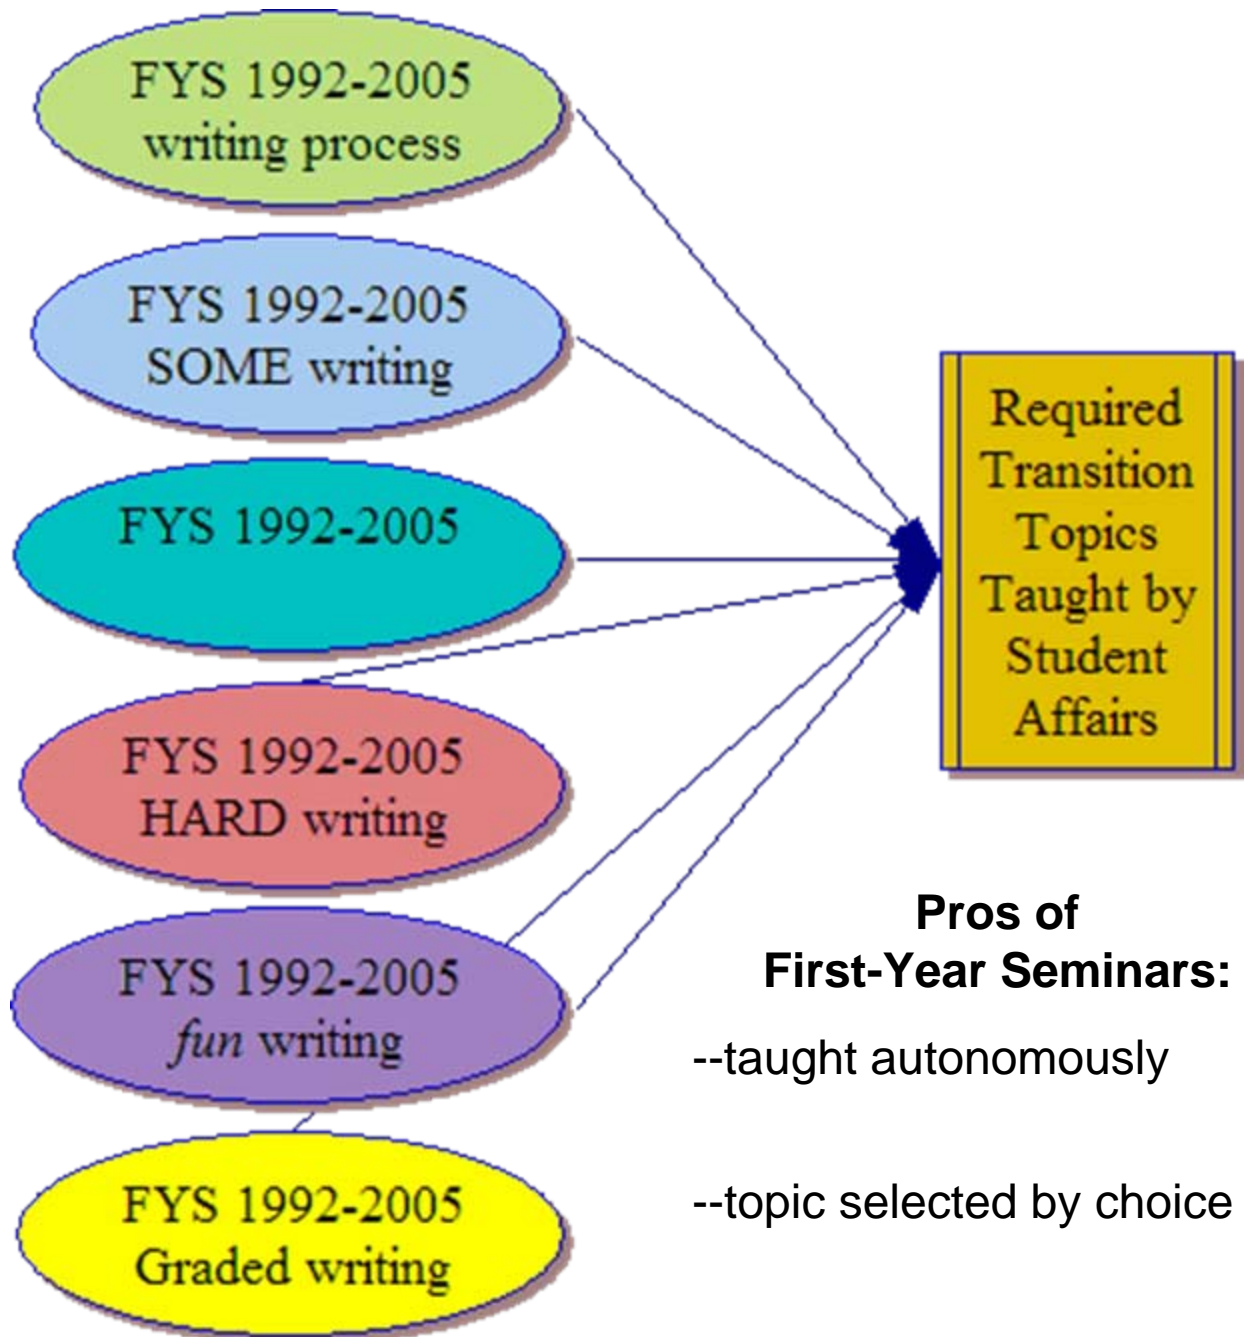 FYS 1992-2005
writing process
FYS 1992-2005
SOME writing
FYS 1992-2005
FYS 1992-2005
HARD writing
FYS 1992-2005
fun writing
FYS 1992-2005
Graded writing
Required
Transition
Topics
Taught by
Student
Affairs
Pros of
First-Year Seminars:
--taught autonomously
--topic selected by choice